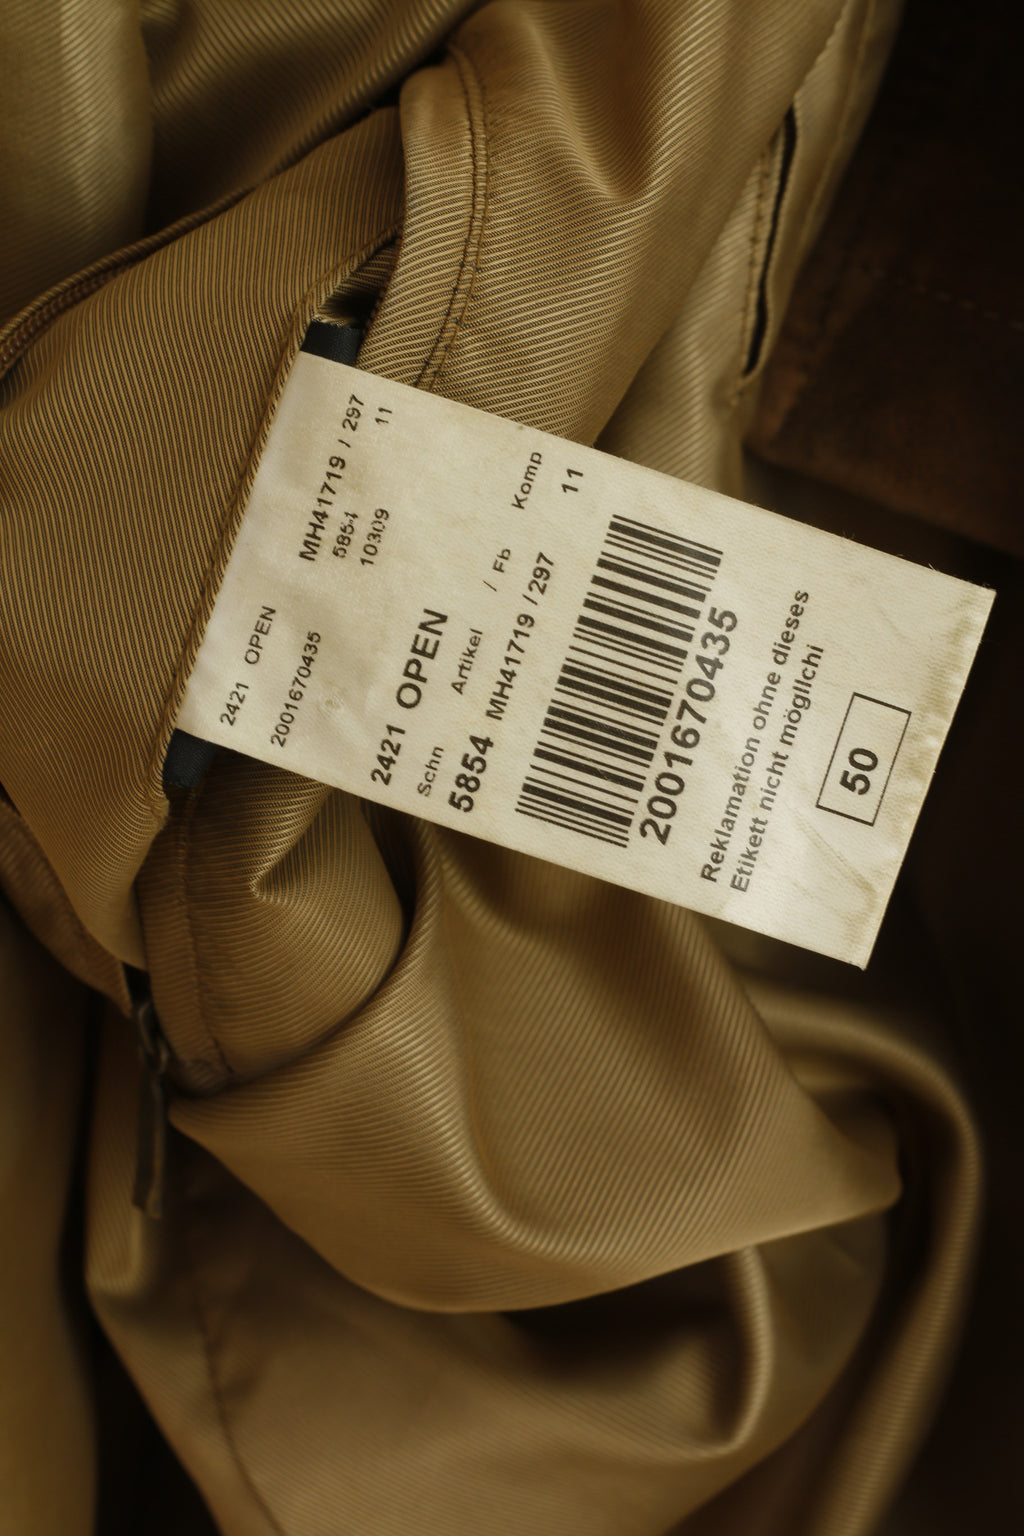 2421 OPEN MH41719 / 297
5854 11
2001670435 10309
2421 OPEN Komp
Schn Artikel / Fb 11
5854 MH41719 / 297
2001670435
Reklamation ohne dieses
Etikett nicht mögllchi
50